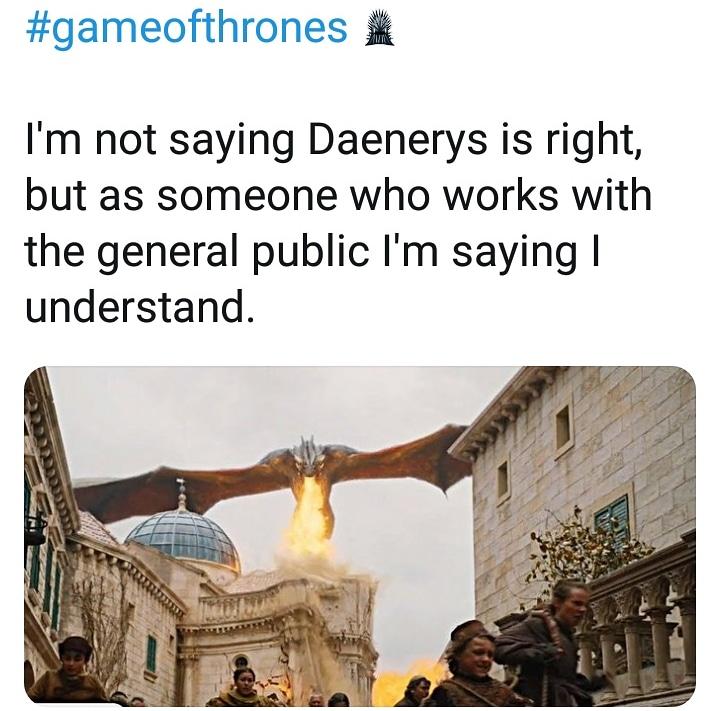 #gameofthrones
I'm not saying Daenerys is right,
but as someone who works with
the general public I'm saying I
understand.